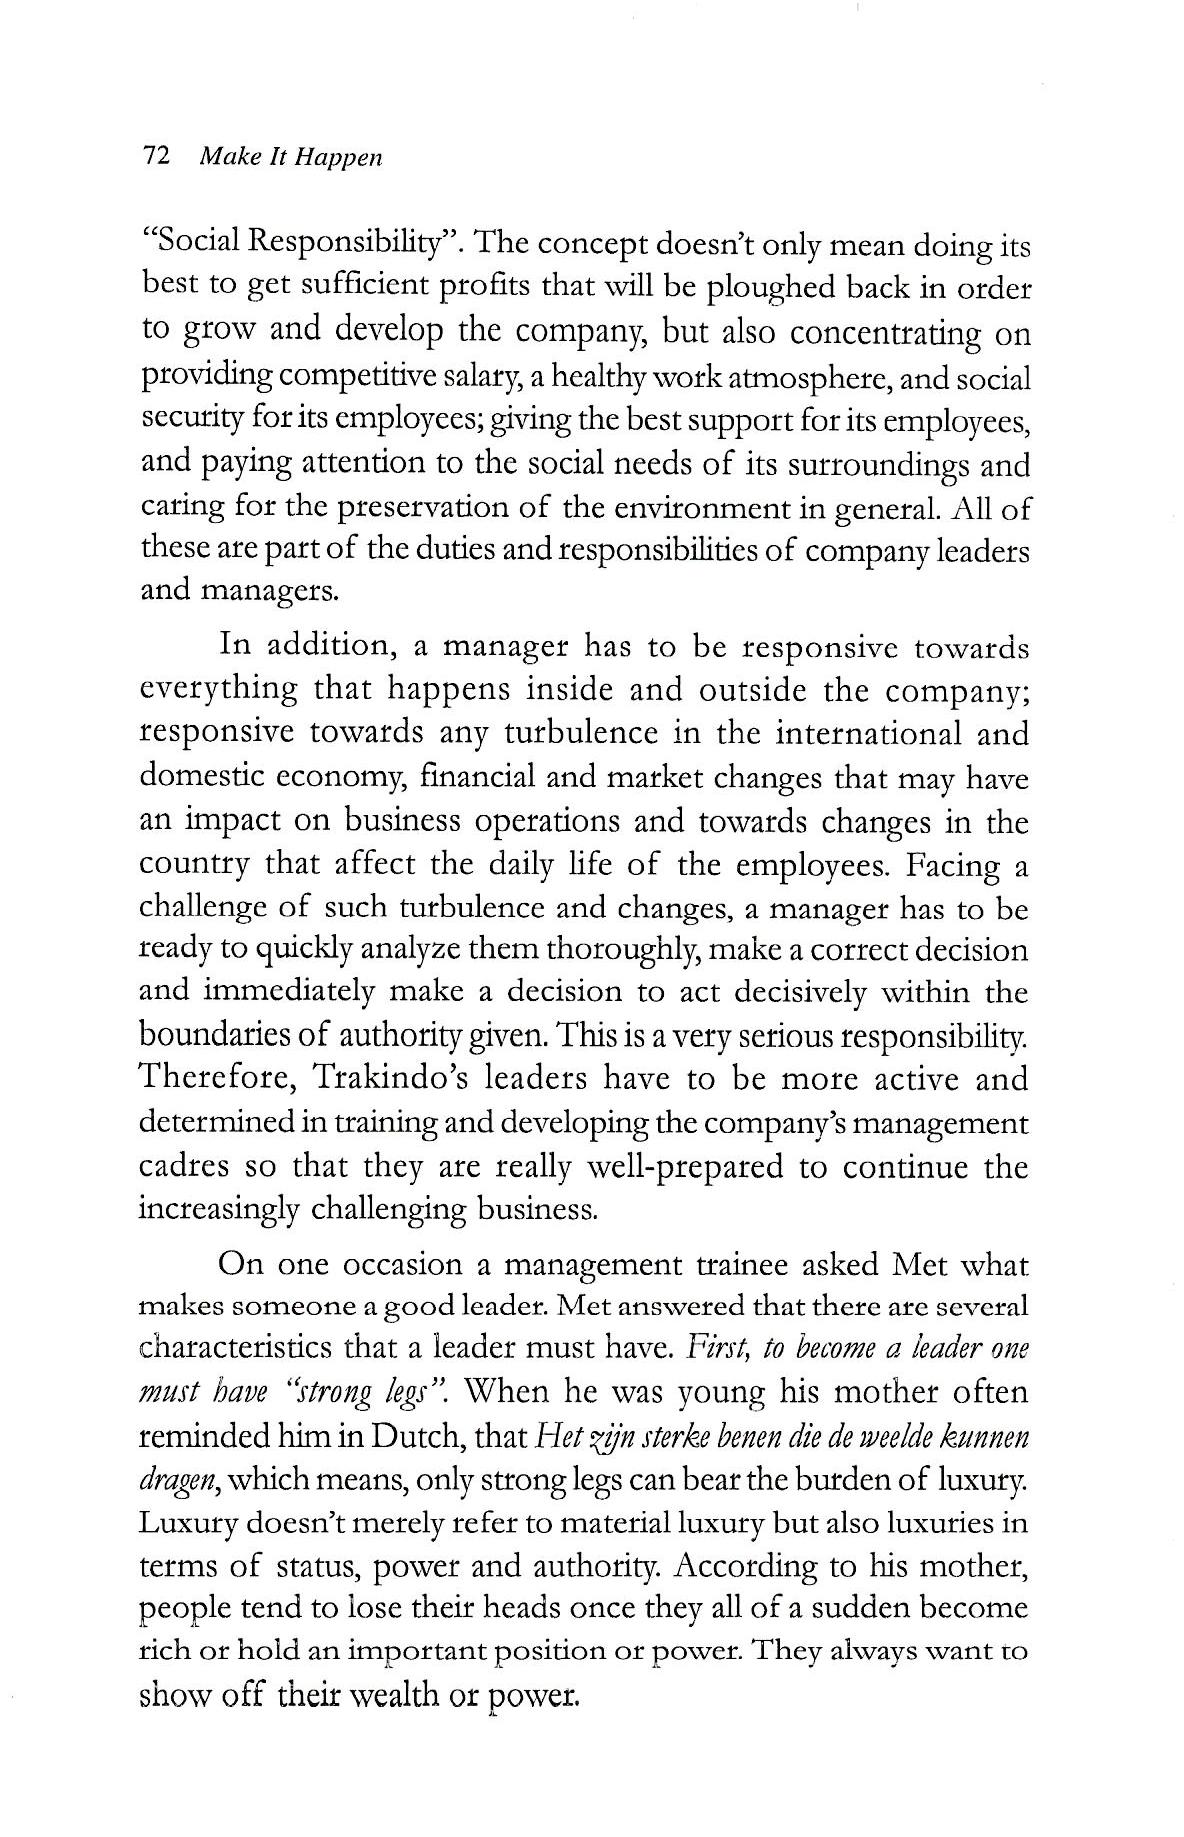 72 Make It Happen
“Social Responsibility”. The concept doesn’t only mean doing its
best to get sufficient profits that will be ploughed back in order
to grow and develop the company, but also concentrating on
providing competitive salary, a healthy work atmosphere, and social
security for its employees; giving the best support for its employees,
and paying attention to the social needs of its surroundings and
caring for the preservation of the environment in general. All of
these are part of the duties and responsibilities of company leaders
and managers.
In addition, a manager has to be responsive towards
everything that happens inside and outside the company;
responsive towards any turbulence in the international and
domestic economy, financial and market changes that may have
an impact on business operations and towards changes in the
country that affect the daily life of the employees. Facing a
challenge of such turbulence and changes, a manager has to be
ready to quickly analyze them thoroughly, make a correct decision
and immediately make a decision to act decisively within the
boundaries of authority given. This is a very serious responsibility.
Therefore, Trakindo’s leaders have to be more active and
determined in training and developing the company’s management
cadres so that they are really well-prepared to continue the
increasingly challenging business.
On one occasion a management trainee asked Met what
makes someone a good leader. Met answered that there are several
characteristics that a leader must have. First, to become a leader one
must have “strong legs”. When he was young his mother often
reminded him in Dutch, that Het zijn sterke benen die de weelde kunnen
dragen, which means, only strong legs can bear the burden of luxury.
Luxury doesn’t merely refer to material luxury but also luxuries in
terms of status, power and authority. According to his mother,
people tend to lose their heads once they all of a sudden become
rich or hold an important position or power. They always want to
show off their wealth or power.